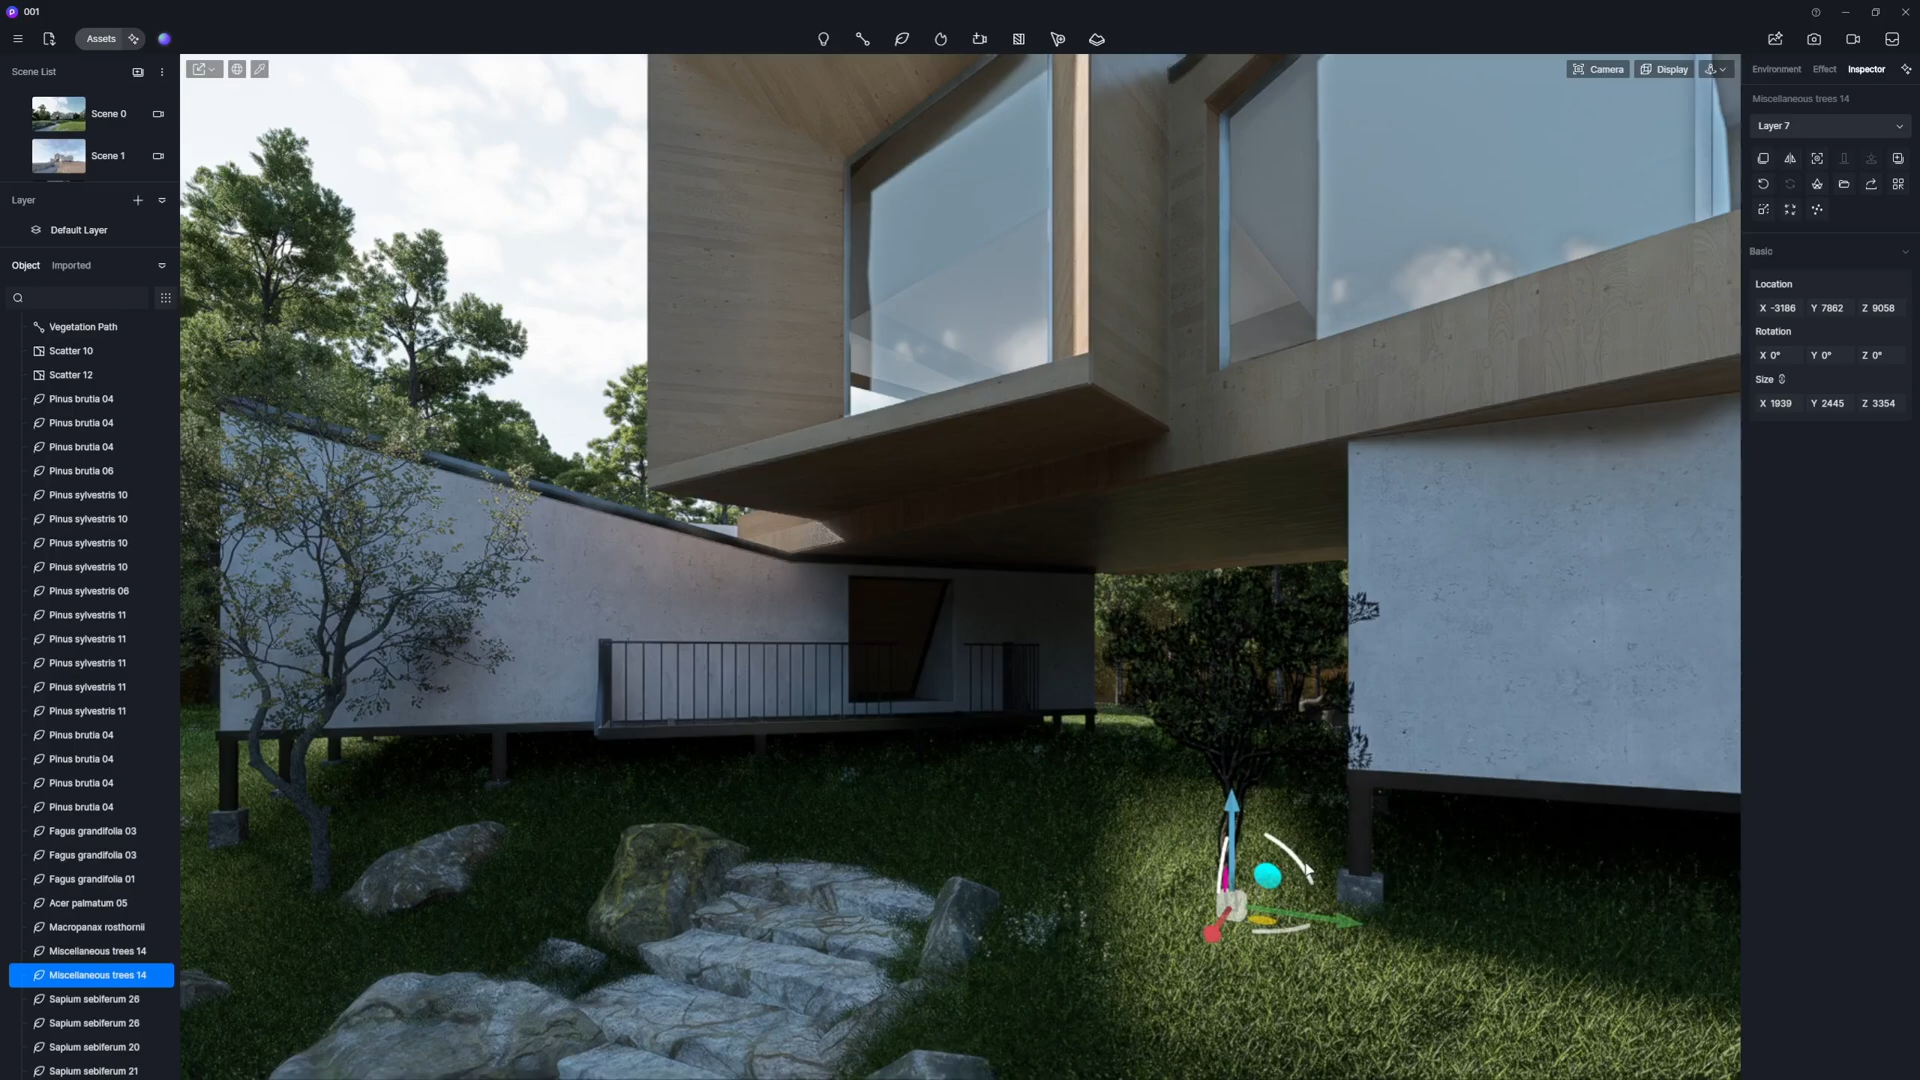 001
Assets
Scene List
Scene 0
Scene 1
Layer
Default Layer
Object Imported
Vegetation Path
Scatter 10
Scatter 12
Pinus brutia 04
Pinus brutia 04
Pinus brutia 04
Pinus brutia 06
Pinus sylvestris 10
Pinus sylvestris 10
Pinus sylvestris 10
Pinus sylvestris 10
Pinus sylvestris 06
Pinus sylvestris 11
Pinus sylvestris 11
Pinus sylvestris 11
Pinus sylvestris 11
Pinus sylvestris 11
Pinus brutia 04
Pinus brutia 04
Pinus brutia 04
Pinus brutia 04
Fagus grandifolia 03
Fagus grandifolia 03
Fagus grandifolia 01
Acer palmatum 05
Macropanax rosthornii
Miscellaneous trees 14
Miscellaneous trees 14
Sapium sebiferum 26
Sapium sebiferum 26
Sapium sebiferum 20
Sapium sebiferum 21
Camera Display
Environment Effect Inspector
Miscellaneous trees 14
Layer 7
Basic
Location
X -3186 Y 7862 Z 9058
Rotation
X 0° Y 0° Z 0°
Size
X 1939 Y 2445 Z 3354